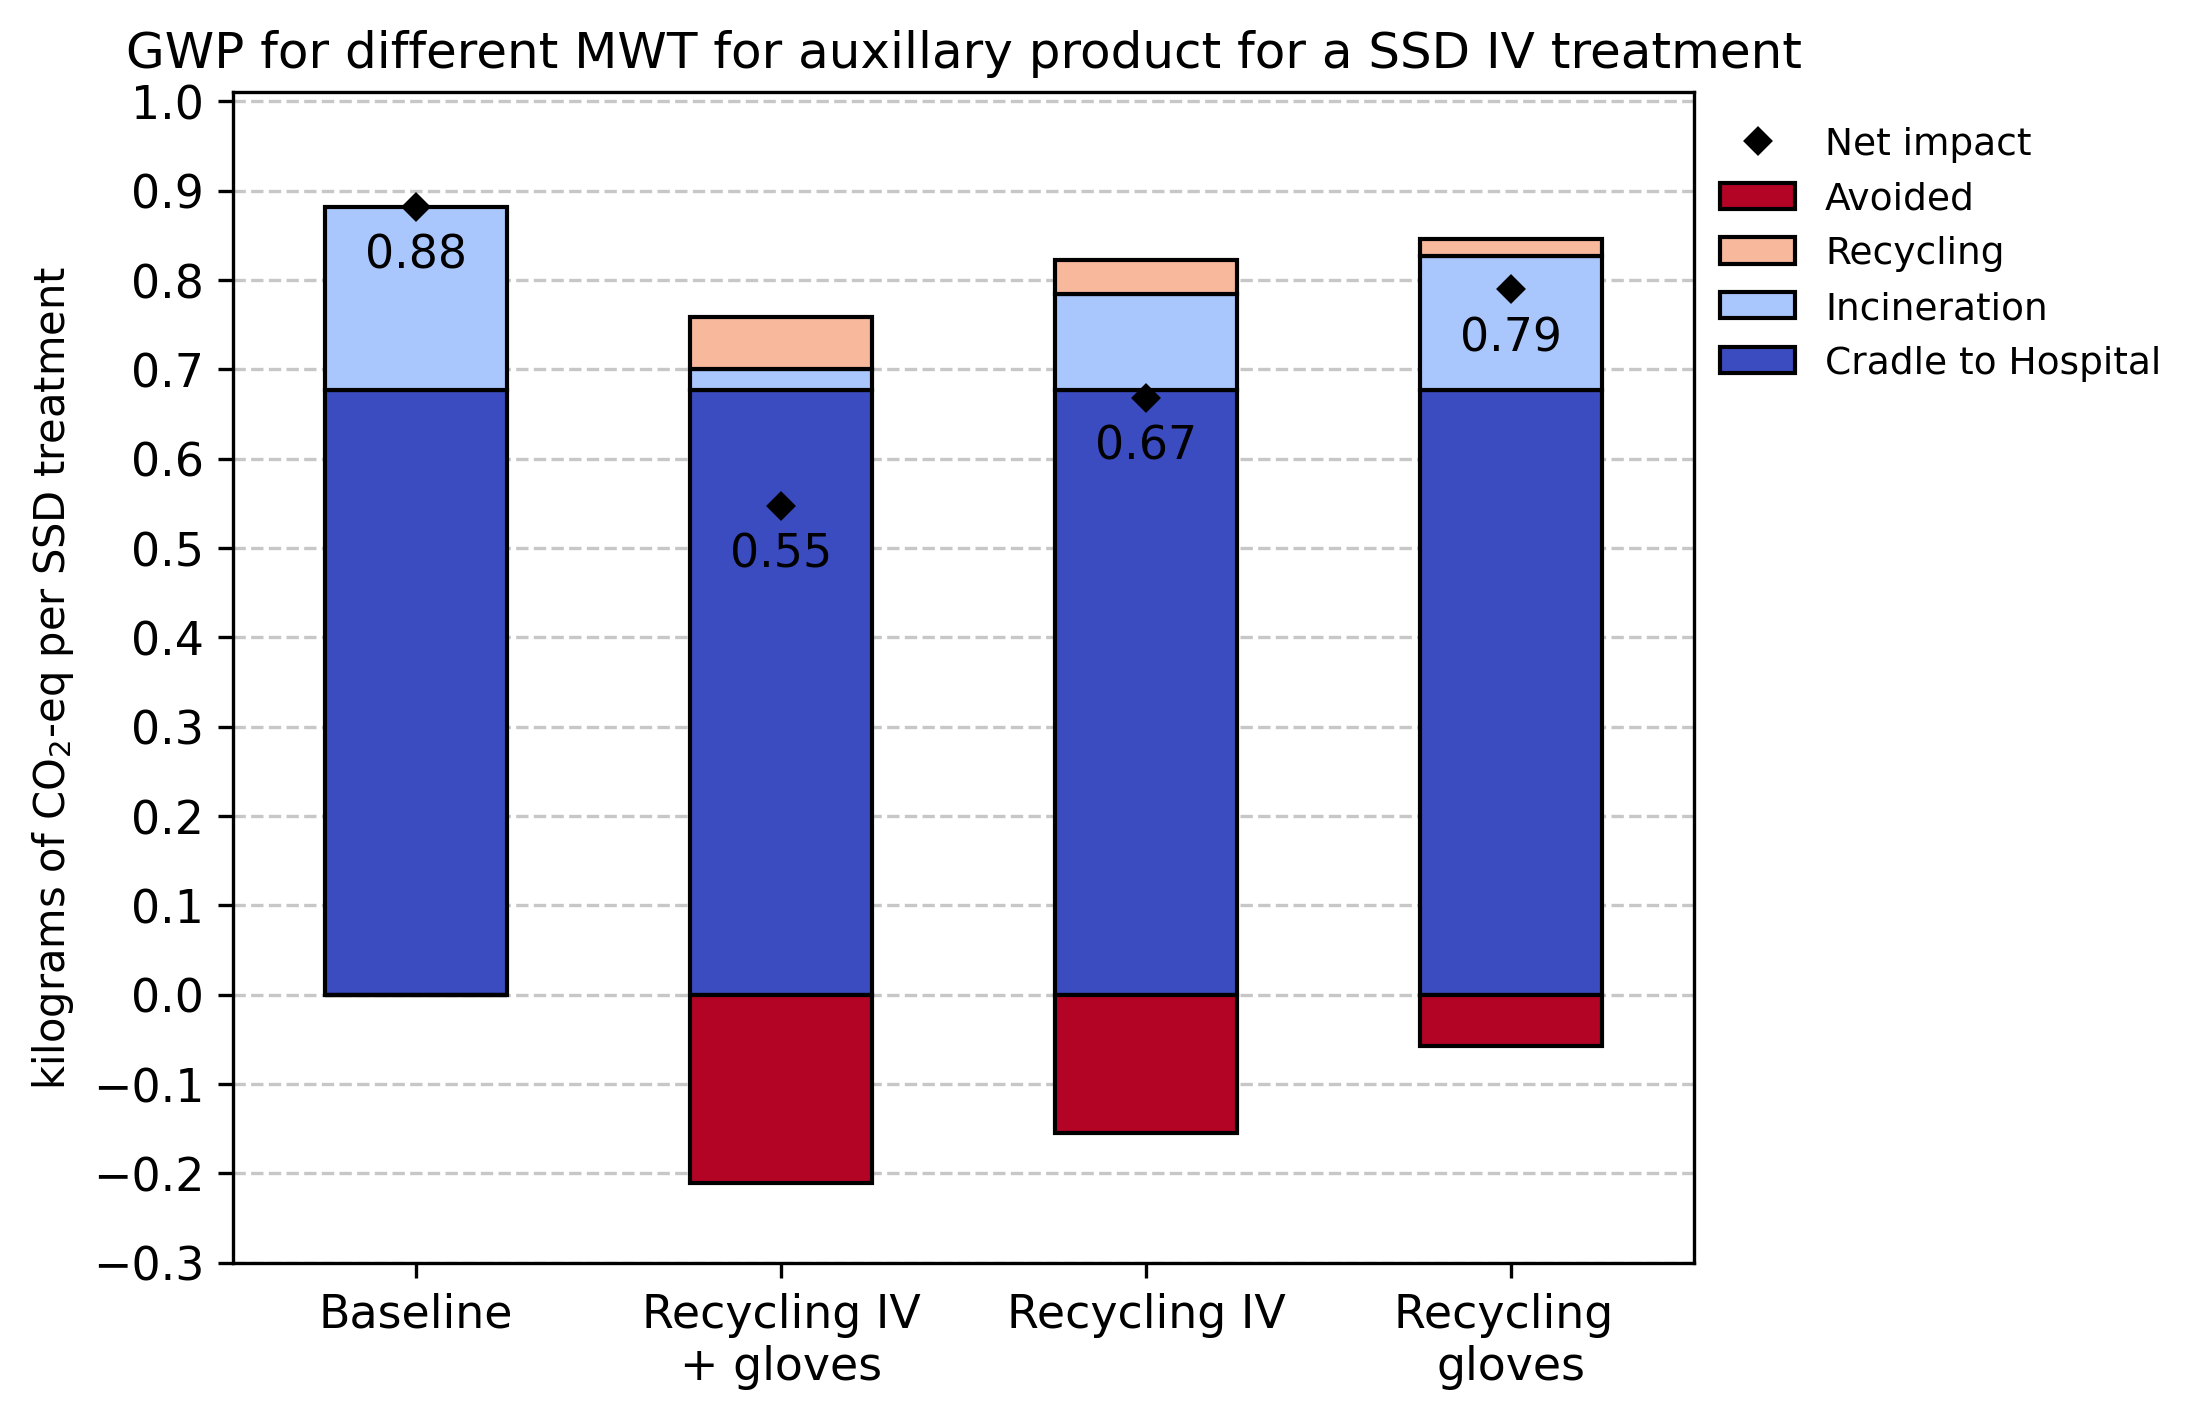 GWP for different MWT for auxillary product for a SSD IV treatment
kilograms of CO₂-eq per SSD treatment
1.0
0.9
0.8
0.7
0.6
0.5
0.4
0.3
0.2
0.1
0.0
−0.1
−0.2
−0.3
0.88
0.55
0.67
0.79
Baseline
Recycling IV
+ gloves
Recycling IV
Recycling
gloves
Net impact
Avoided
Recycling
Incineration
Cradle to Hospital